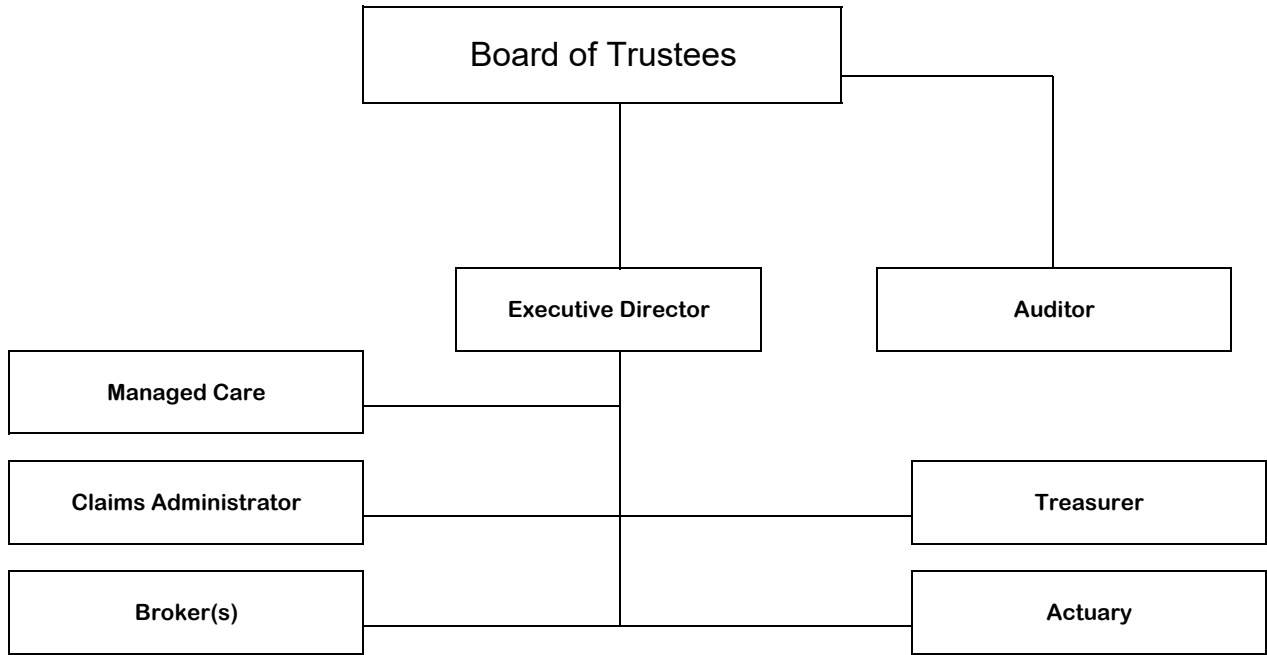 Board of Trustees
Executive Director
Auditor
Managed Care
Claims Administrator
Treasurer
Broker(s)
Actuary